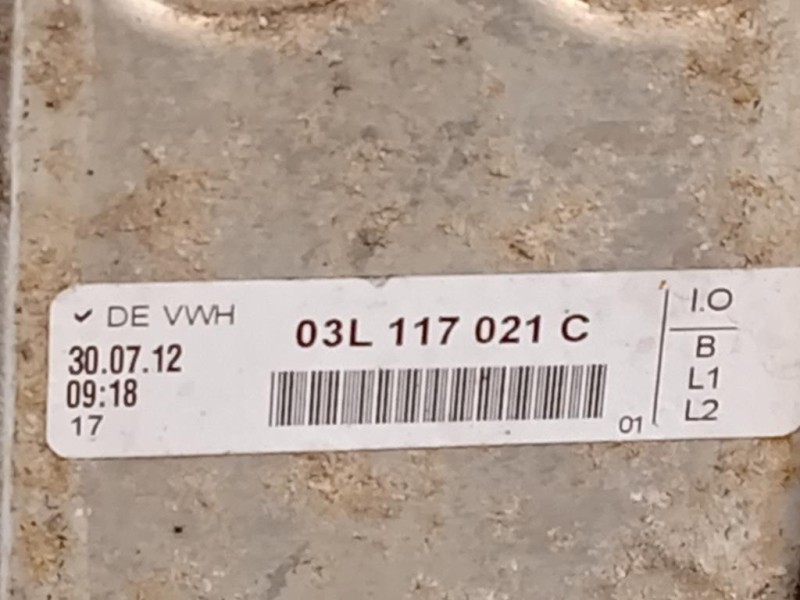 ✓ DE VWH
03L 117 021 C
30.07.12
09:18
17
01
I.O
B
L1
L2